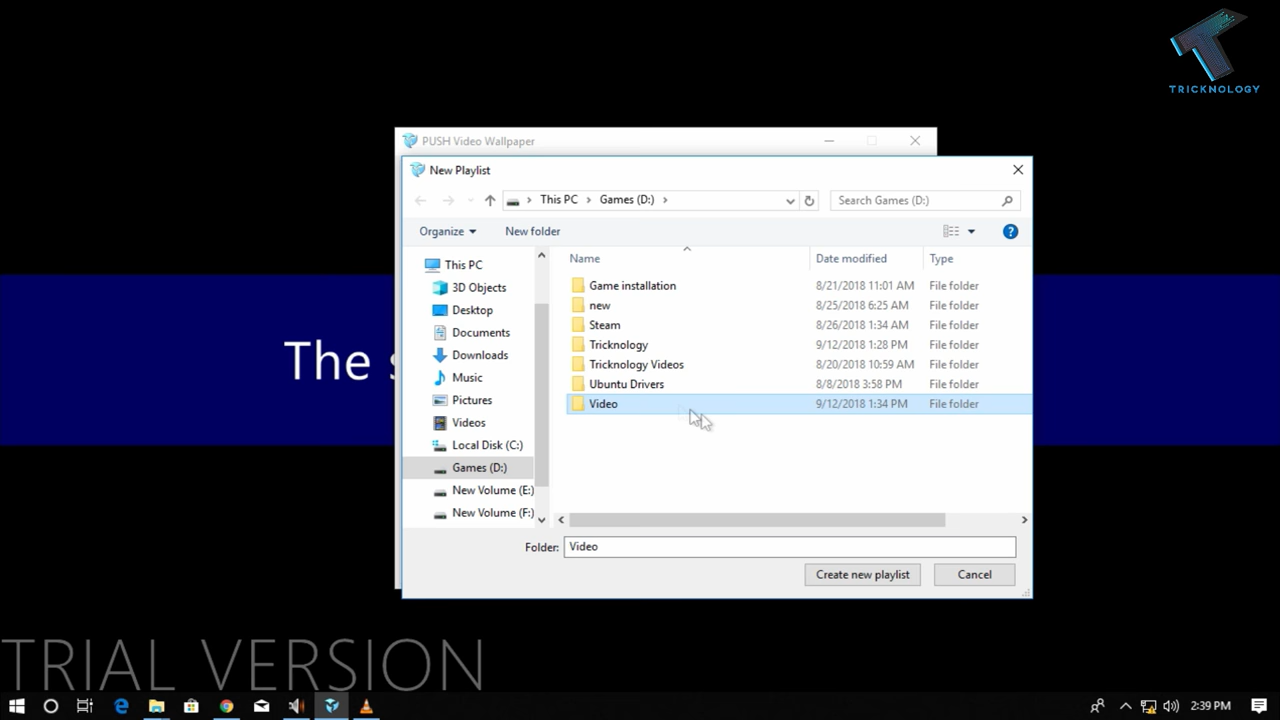 TRICKNOLOGY
PUSH Video Wallpaper
New Playlist
This PC > Games (D:) >
Search Games (D:)
Organize
New folder
Name
Date modified
Type
This PC
3D Objects
Desktop
Documents
Downloads
Music
Pictures
Videos
Local Disk (C:)
Games (D:)
New Volume (E:)
New Volume (F:)
Game installation 8/21/2018 11:01 AM File folder
new 8/25/2018 6:25 AM File folder
Steam 8/26/2018 1:34 AM File folder
Tricknology 9/12/2018 1:28 PM File folder
Tricknology Videos 8/20/2018 10:59 AM File folder
Ubuntu Drivers 8/8/2018 3:58 PM File folder
Video 9/12/2018 1:34 PM File folder
The
Folder: Video
Create new playlist
Cancel
TRIAL VERSION
2:39 PM